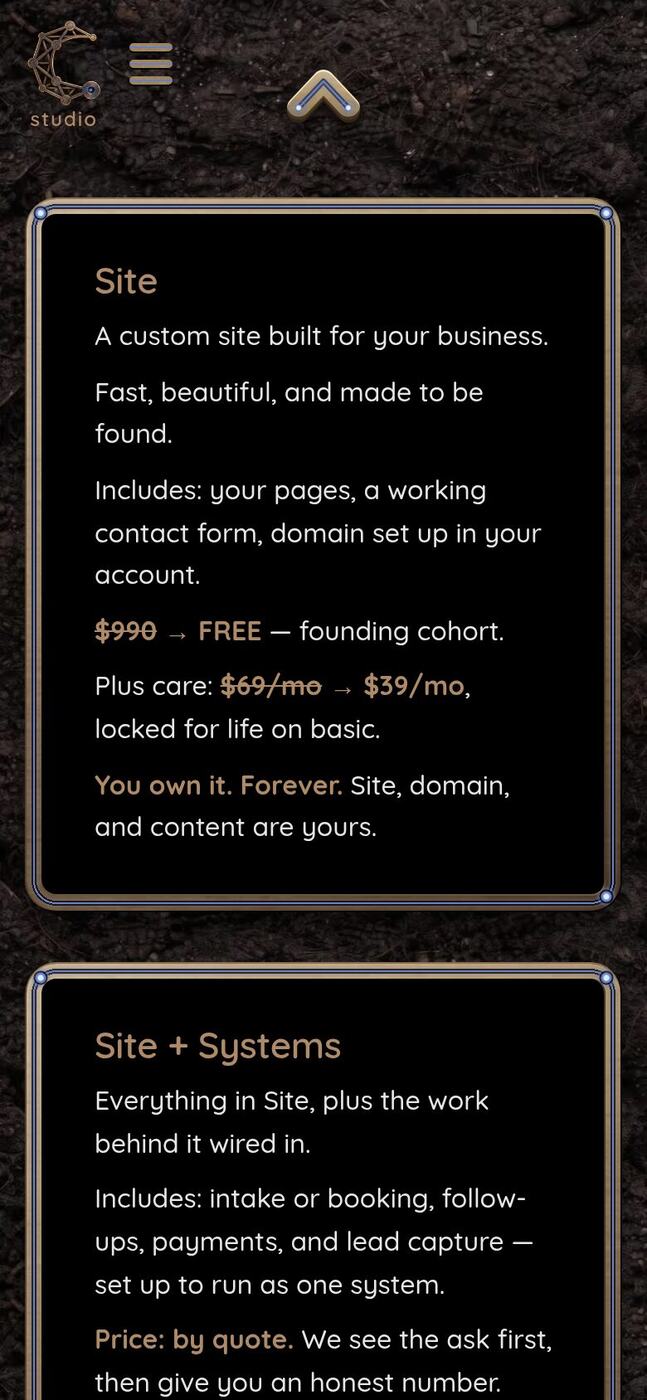 studio
Site
A custom site built for your business.
Fast, beautiful, and made to be
found.
Includes: your pages, a working
contact form, domain set up in your
account.
$990 → FREE — founding cohort.
Plus care: $69/mo → $39/mo,
locked for life on basic.
You own it. Forever. Site, domain,
and content are yours.
Site + Systems
Everything in Site, plus the work
behind it wired in.
Includes: intake or booking, follow-
ups, payments, and lead capture —
set up to run as one system.
Price: by quote. We see the ask first,
then give you an honest number.